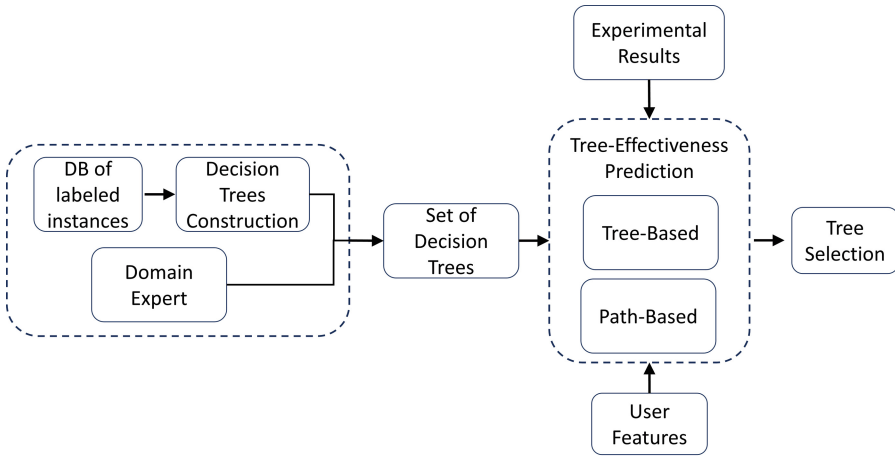 Experimental
Results
DB of
labeled
instances
Decision
Trees
Construction
Domain
Expert
Set of
Decision
Trees
Tree-Effectiveness
Prediction
Tree-Based
Path-Based
Tree
Selection
User
Features